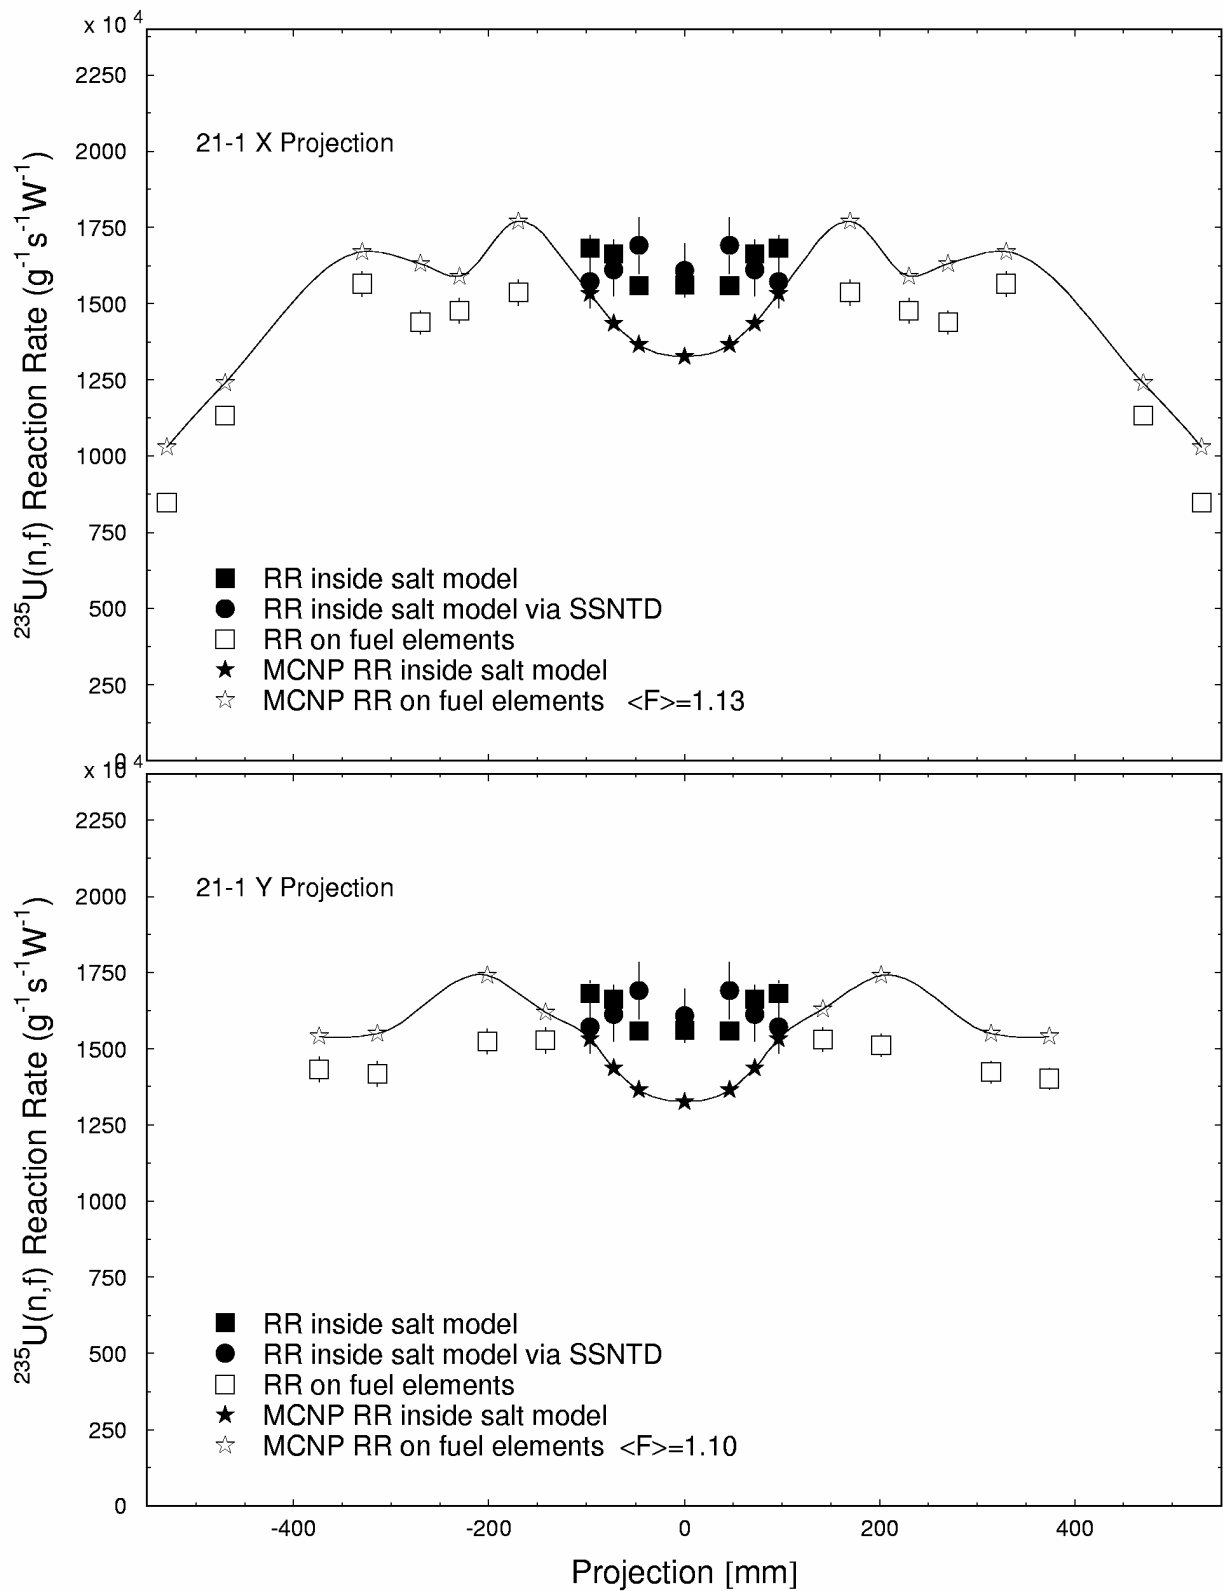 x 10 4
2250
2000
1750
1500
1250
1000
750
500
250
0
235U(n,f) Reaction Rate (g-1s-1W-1)
21-1 X Projection
RR inside salt model
RR inside salt model via SSNTD
RR on fuel elements
MCNP RR inside salt model
MCNP RR on fuel elements <F>=1.13
x 10 4
2250
2000
1750
1500
1250
1000
750
500
250
0
235U(n,f) Reaction Rate (g-1s-1W-1)
21-1 Y Projection
RR inside salt model
RR inside salt model via SSNTD
RR on fuel elements
MCNP RR inside salt model
MCNP RR on fuel elements <F>=1.10
-400 -200 0 200 400
Projection [mm]